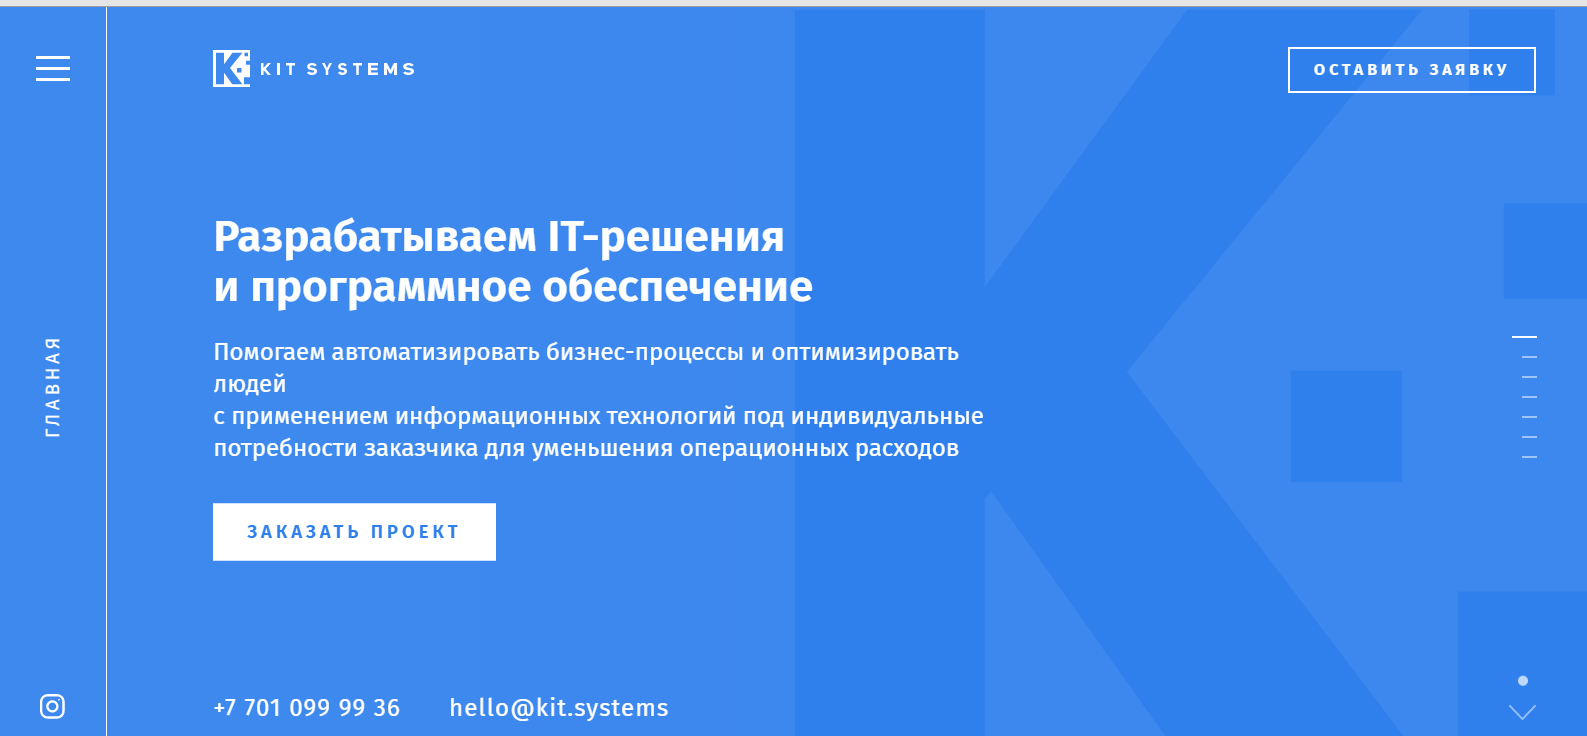 KIT SYSTEMS
ОСТАВИТЬ ЗАЯВКУ
Разрабатываем IT-решения
и программное обеспечение
Помогаем автоматизировать бизнес-процессы и оптимизировать
людей
с применением информационных технологий под индивидуальные
потребности заказчика для уменьшения операционных расходов
ГЛАВНАЯ
ЗАКАЗАТЬ ПРОЕКТ
+7 701 099 99 36 hello@kit.systems